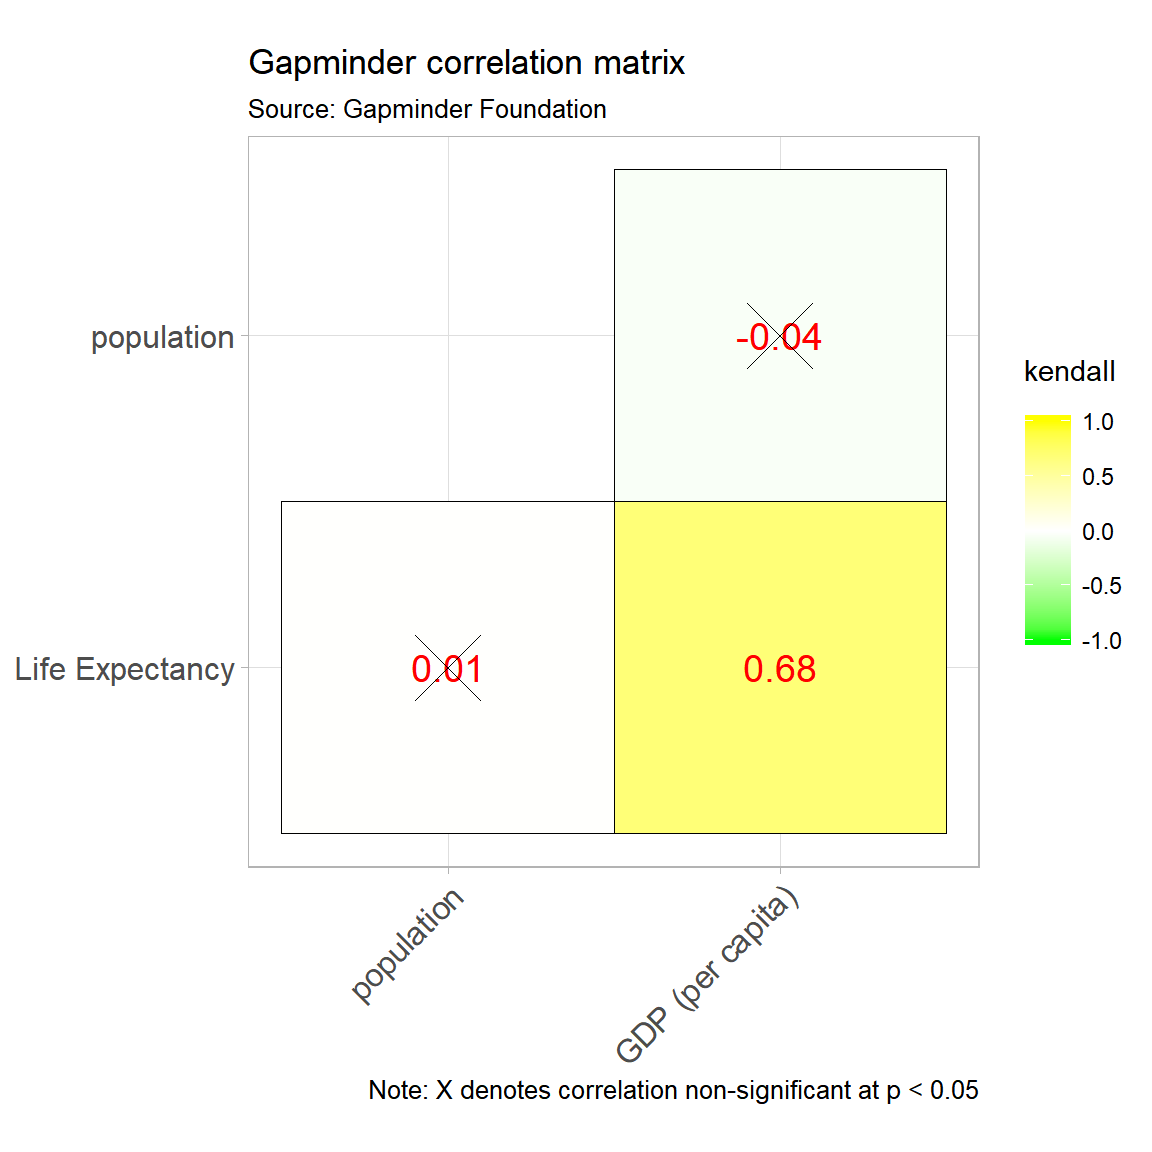 Gapminder correlation matrix
Source: Gapminder Foundation
population
-0.04
Life Expectancy
0.01
0.68
population
GDP (per capita)
kendall
1.0
0.5
0.0
-0.5
-1.0
Note: X denotes correlation non-significant at p < 0.05